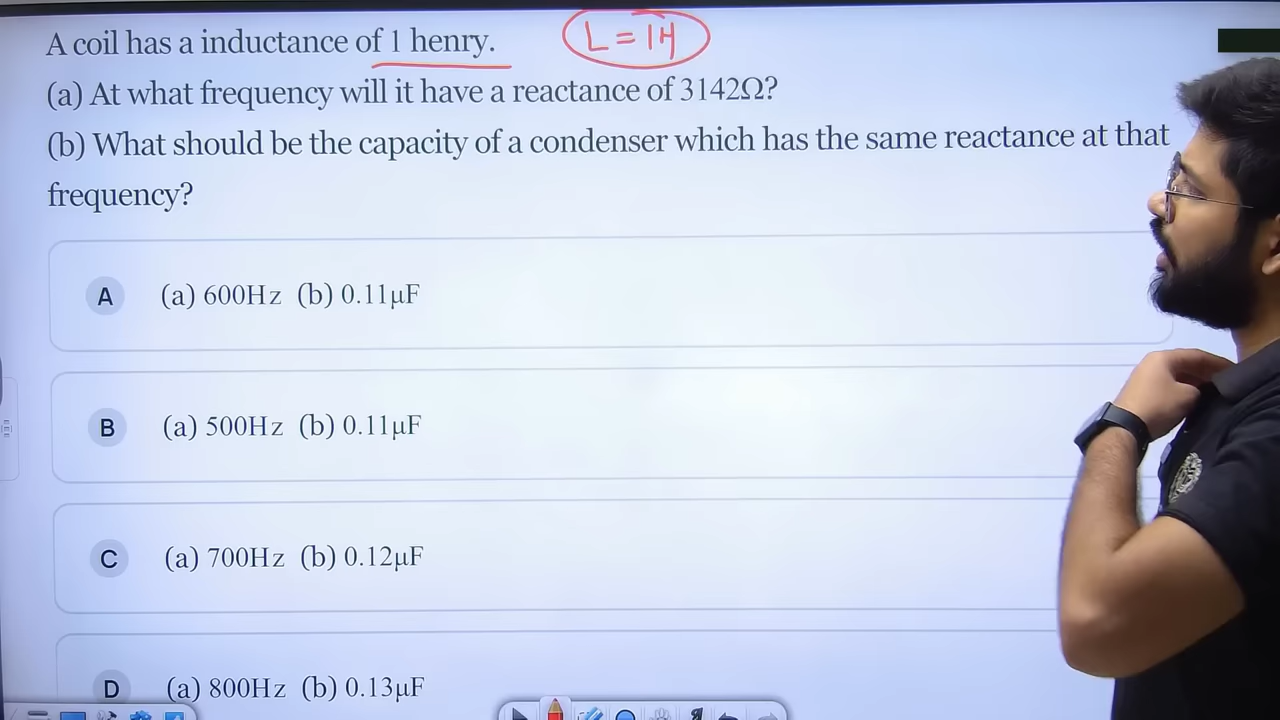 A coil has a inductance of 1 henry. L = 1H
(a) At what frequency will it have a reactance of 3142Ω?
(b) What should be the capacity of a condenser which has the same reactance at that
frequency?
A (a) 600Hz (b) 0.11μF
B (a) 500Hz (b) 0.11μF
C (a) 700Hz (b) 0.12μF
D (a) 800Hz (b) 0.13μF